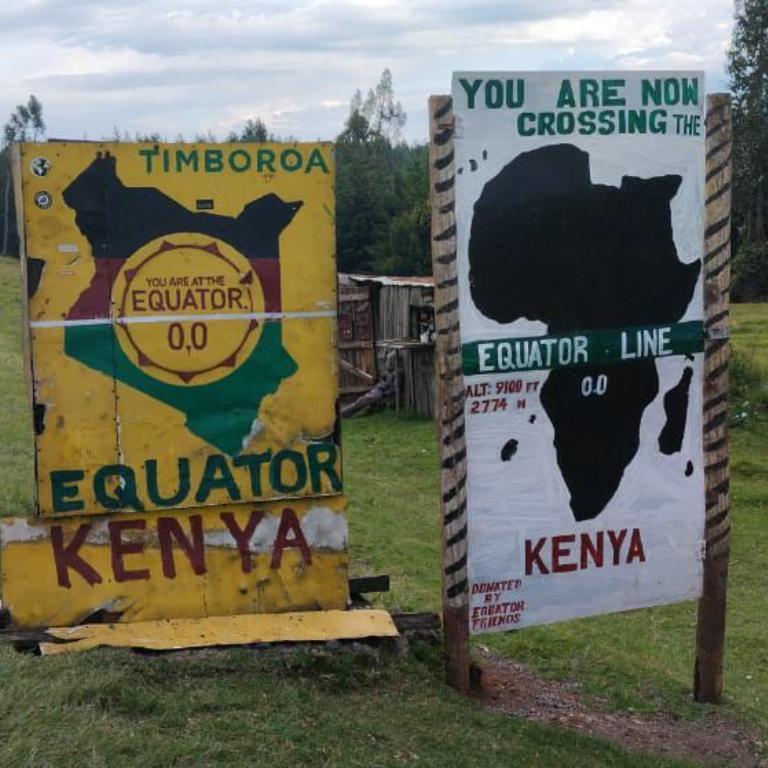 TIMBOROA
YOU ARE AT THE
EQUATOR.
0,0
EQUATOR
KENYA
YOU ARE NOW
CROSSING THE
EQUATOR LINE
0.0
ALT: 9100 FT
2774 M
KENYA
DONATED
BY
EQUATOR
FRIENDS